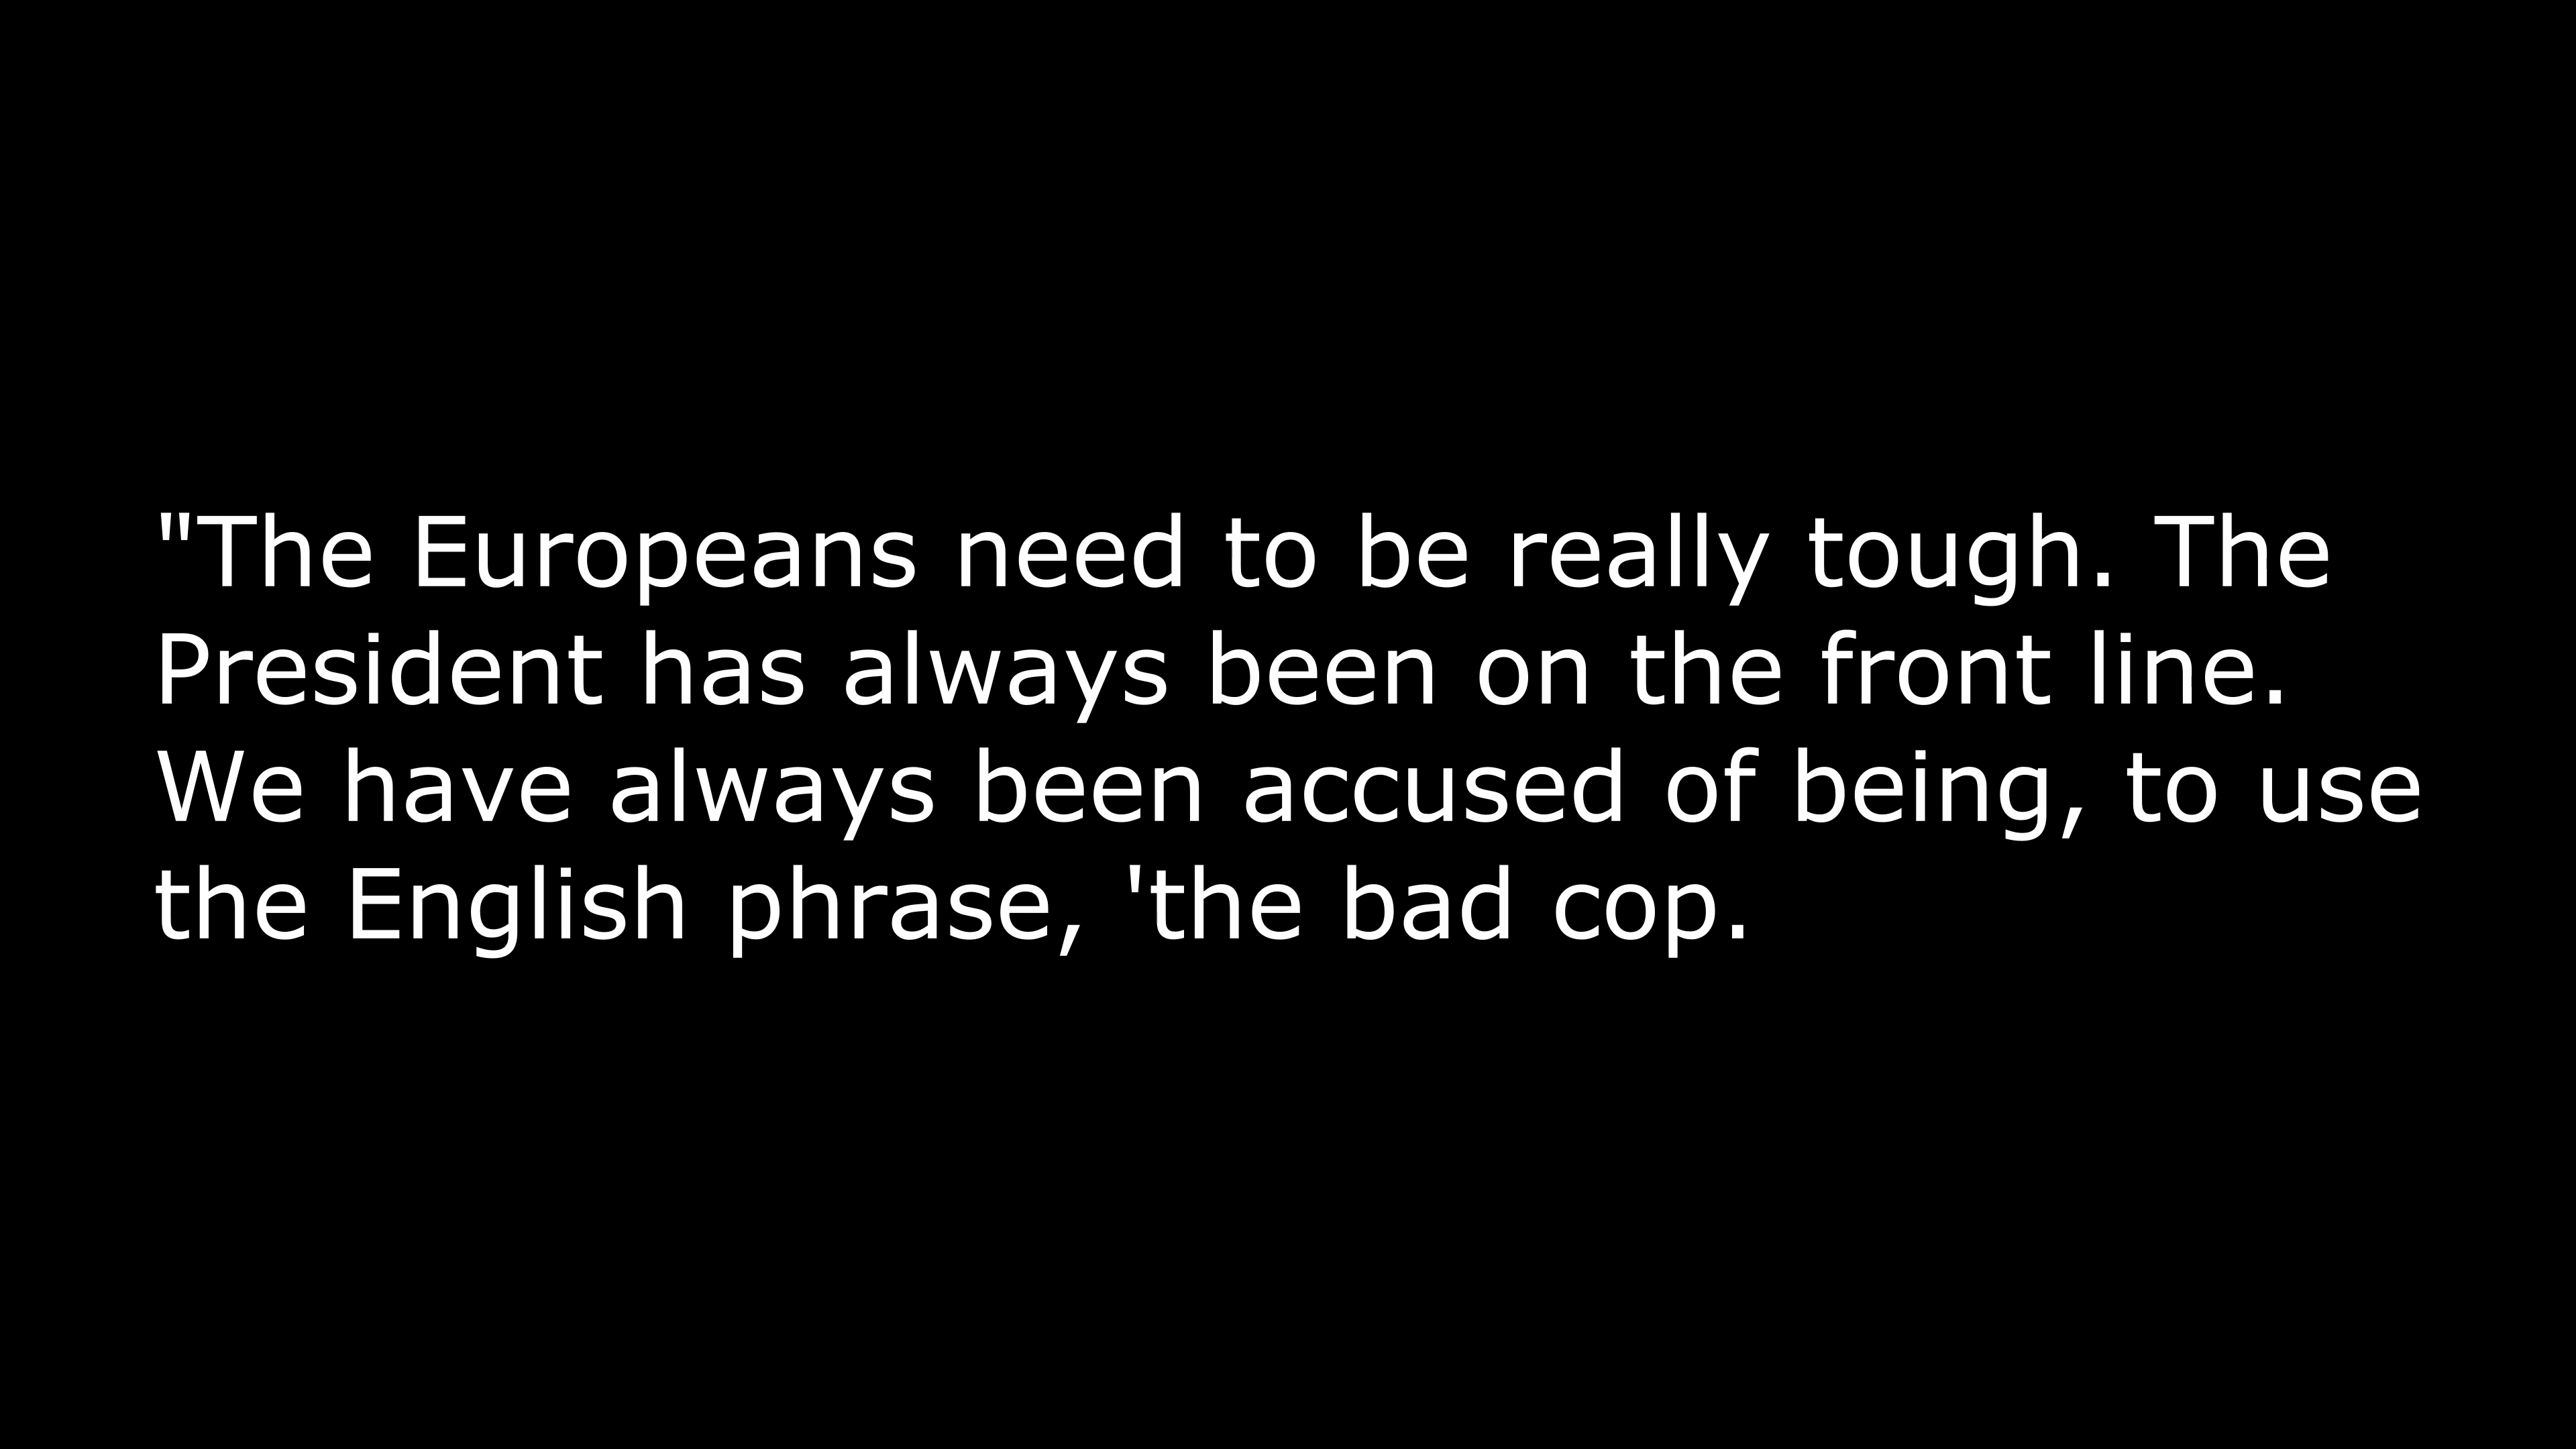 "The Europeans need to be really tough. The
President has always been on the front line.
We have always been accused of being, to use
the English phrase, 'the bad cop.